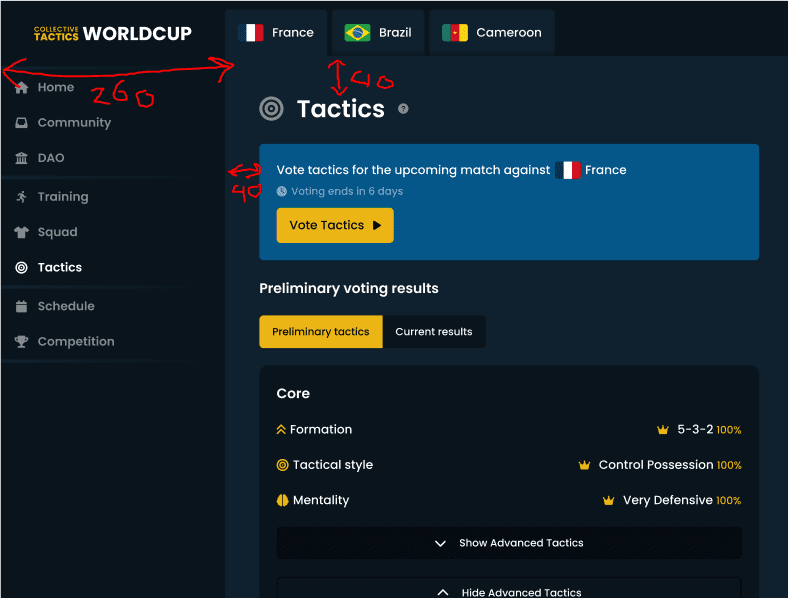 COLLECTIVE
TACTICS WORLDCUP
France
Brazil
Cameroon
260
40
Home
Community
DAO
Training
Squad
Tactics
Schedule
Competition
Tactics ?
40
Vote tactics for the upcoming match against France
Voting ends in 6 days
Vote Tactics
Preliminary voting results
Preliminary tactics
Current results
Core
Formation
5-3-2 100%
Tactical style
Control Possession 100%
Mentality
Very Defensive 100%
Show Advanced Tactics
Hide Advanced Tactics